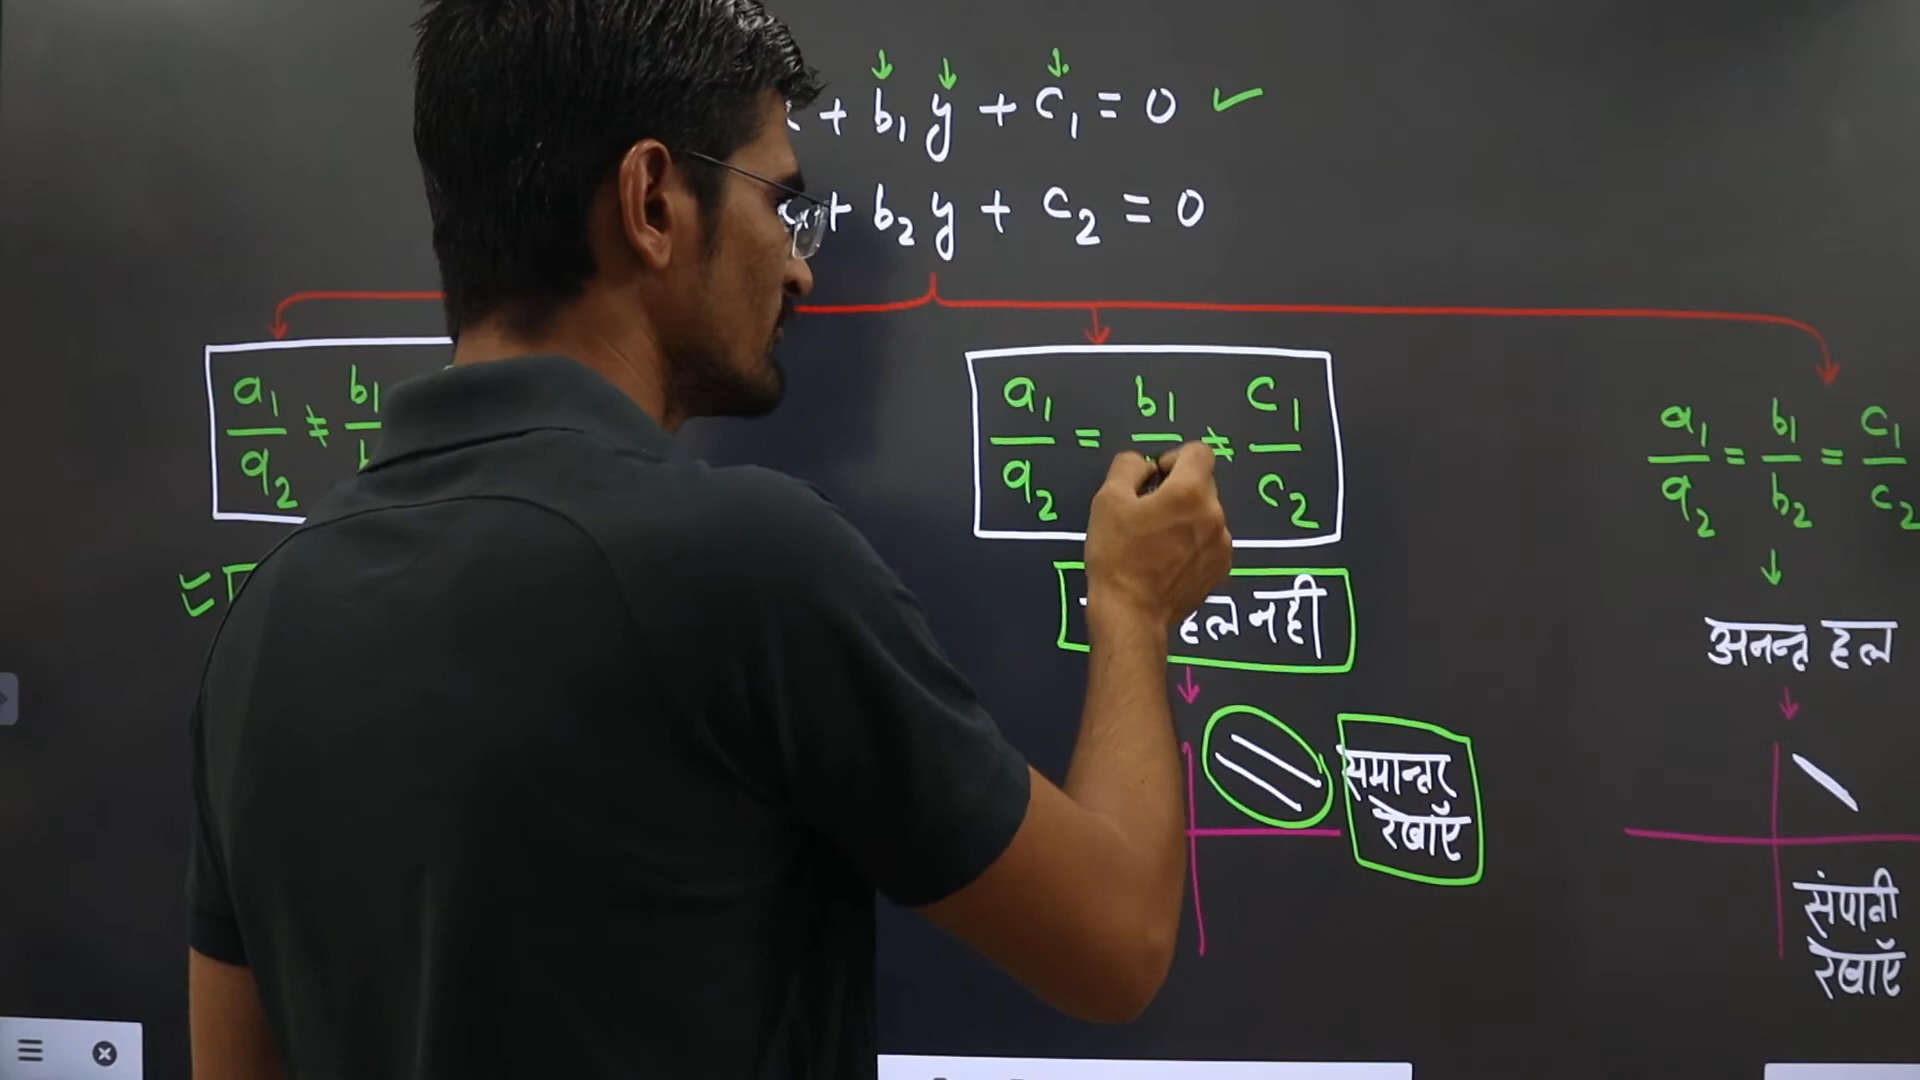 + b₁y + c₁ = 0
+ b₂y + c₂ = 0
a₁/a₂ ≠ b₁
a₁/a₂ = b₁ ≠ c₁/c₂
a₁/a₂ = b₁/b₂ = c₁/c₂
हल नही
अनन्त हल
समान्तर
रेखाएँ
संपाती
रेखाएँ